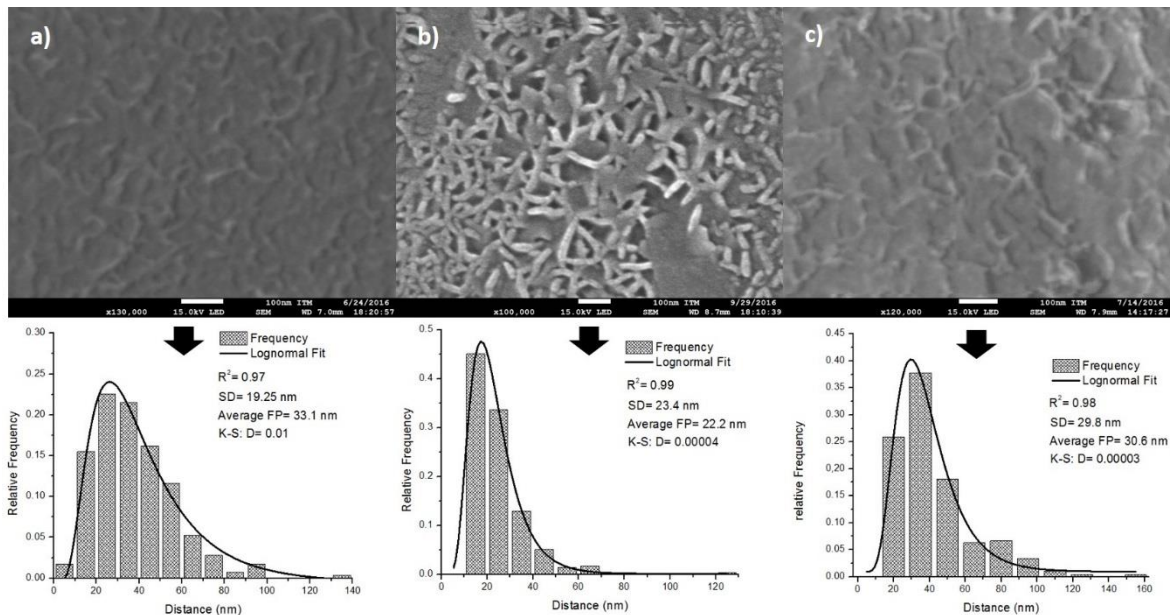 a)
100nm ITM 6/24/2016
x130,000 15.0kV LED SEM WD 7.0mm 18:20:57
b)
100nm ITM 9/29/2016
x100,000 15.0kV LED SEM WD 8.7mm 18:10:39
c)
100nm ITM 7/14/2016
x120,000 15.0kV LED SEM WD 7.9mm 14:17:27
Relative Frequency
0.30
0.25
0.20
0.15
0.10
0.05
0.00
Frequency
Lognormal Fit
R²= 0.97
SD= 19.25 nm
Average FP= 33.1 nm
K-S: D= 0.01
0 20 40 60 80 100 120 140
Distance (nm)
Relative Frequency
0.5
0.4
0.3
0.2
0.1
0.0
Frequency
Lognormal Fit
R²= 0.99
SD= 23.4 nm
Average FP= 22.2 nm
K-S: D= 0.00004
0 20 40 60 80 100 120
Distance (nm)
relative Frequency
0.45
0.40
0.35
0.30
0.25
0.20
0.15
0.10
0.05
0,00
Frequency
Lognormal Fit
R²= 0.98
SD= 29.8 nm
Average FP= 30.6 nm
K-S: D= 0.00003
0 20 40 60 80 100 120 140 160
Distance (nm)